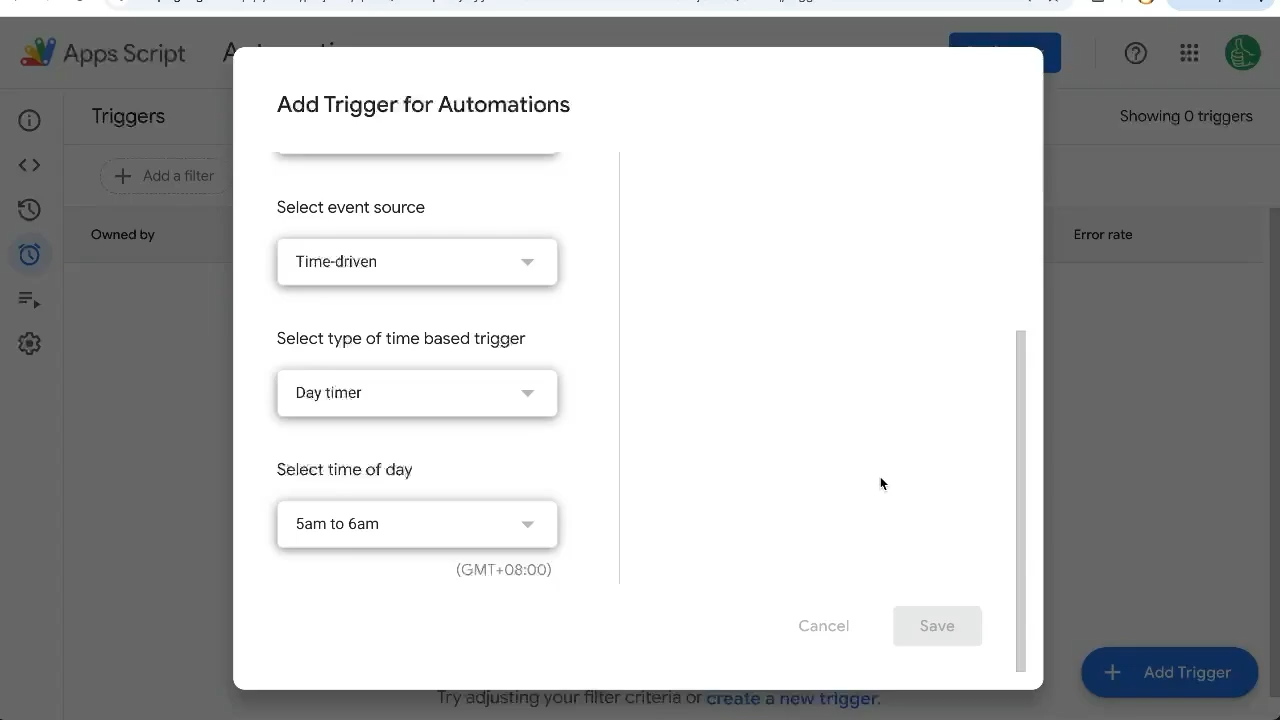 Apps Script
Add Trigger for Automations
Triggers
Showing 0 triggers
Add a filter
Select event source
Owned by
Error rate
Time-driven
Select type of time based trigger
Day timer
Select time of day
5am to 6am
(GMT+08:00)
Cancel
Save
Add Trigger
Try adjusting your filter criteria or create a new trigger.